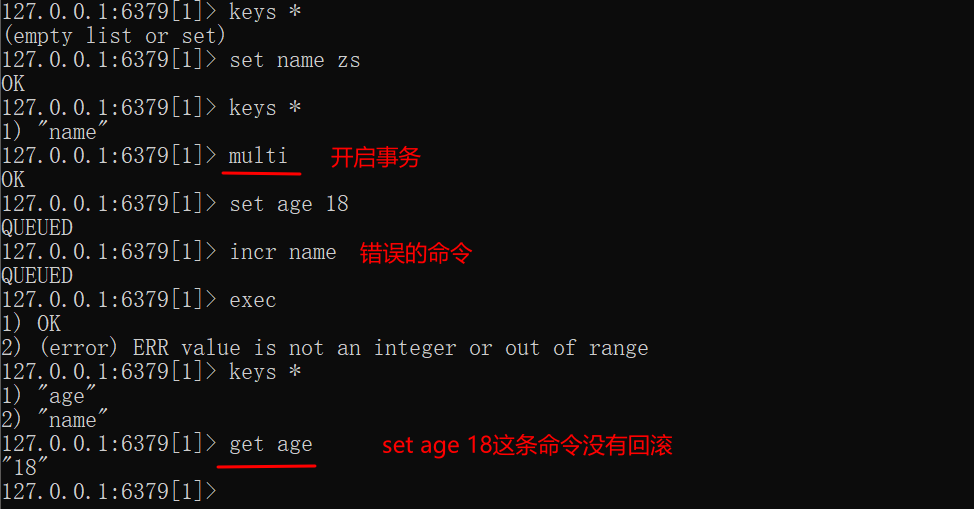 127.0.0.1:6379[1]> keys *
(empty list or set)
127.0.0.1:6379[1]> set name zs
OK
127.0.0.1:6379[1]> keys *
1) "name"
127.0.0.1:6379[1]> multi 开启事务
OK
127.0.0.1:6379[1]> set age 18
QUEUED
127.0.0.1:6379[1]> incr name 错误的命令
QUEUED
127.0.0.1:6379[1]> exec
1) OK
2) (error) ERR value is not an integer or out of range
127.0.0.1:6379[1]> keys *
1) "age"
2) "name"
127.0.0.1:6379[1]> get age set age 18这条命令没有回滚
"18"
127.0.0.1:6379[1]>